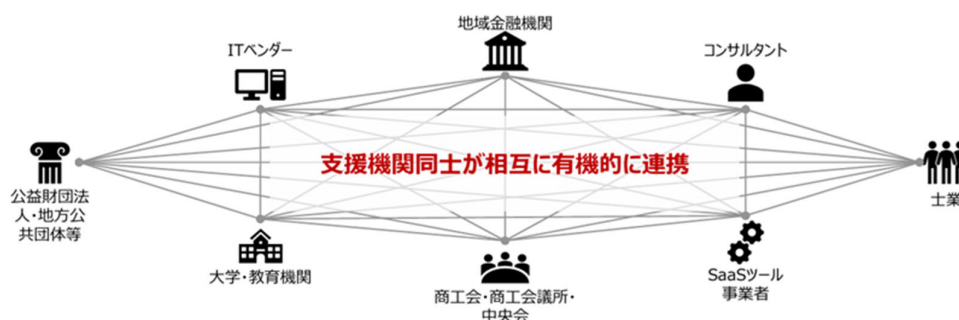 地域金融機関
ITベンダー
コンサルタント
支援機関同士が相互に有機的に連携
公益財団法
人・地方公
共団体等
士業
大学・教育機関
商工会・商工会議所・
中央会
SaaSツール
事業者